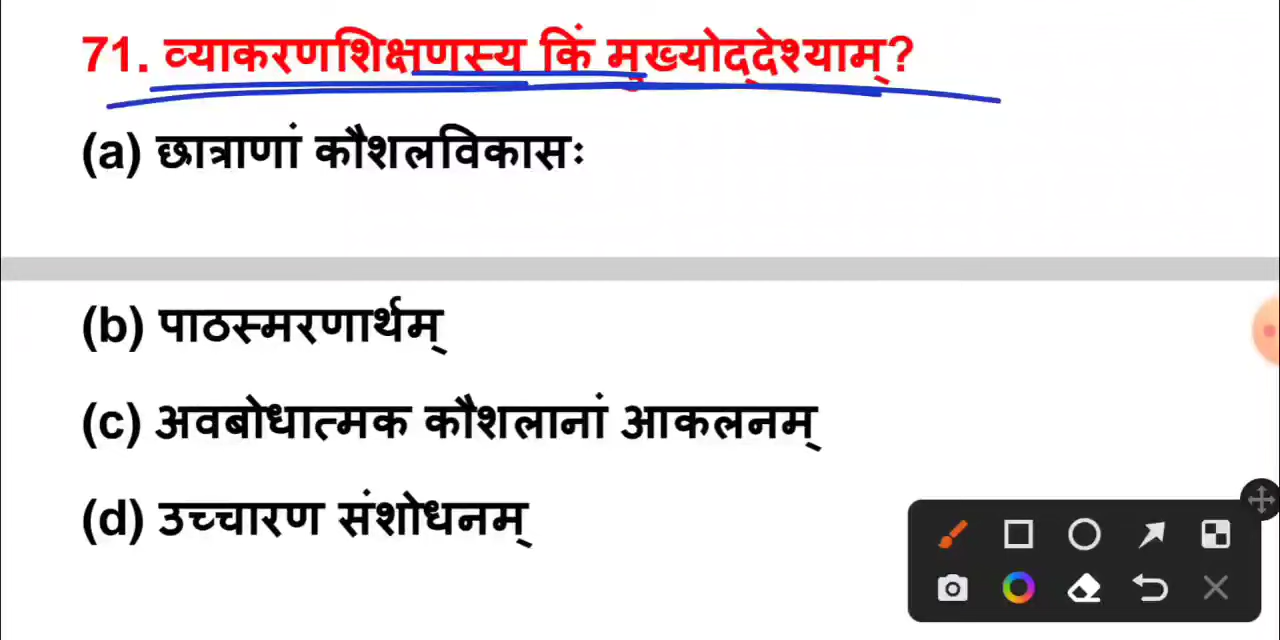 71. व्याकरणशिक्षणस्य किं मुख्योद्देश्याम्?
(a) छात्राणां कौशलविकासः
(b) पाठस्मरणार्थम्
(c) अवबोधात्मक कौशलानां आकलनम्
(d) उच्चारण संशोधनम्